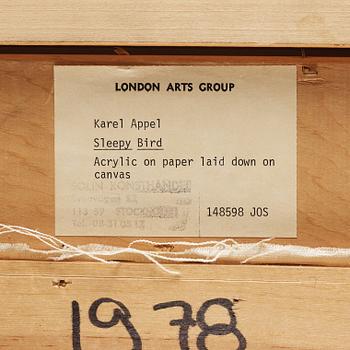 LONDON ARTS GROUP
Karel Appel
Sleepy Bird
Acrylic on paper laid down on
canvas
148598 JOS
1978